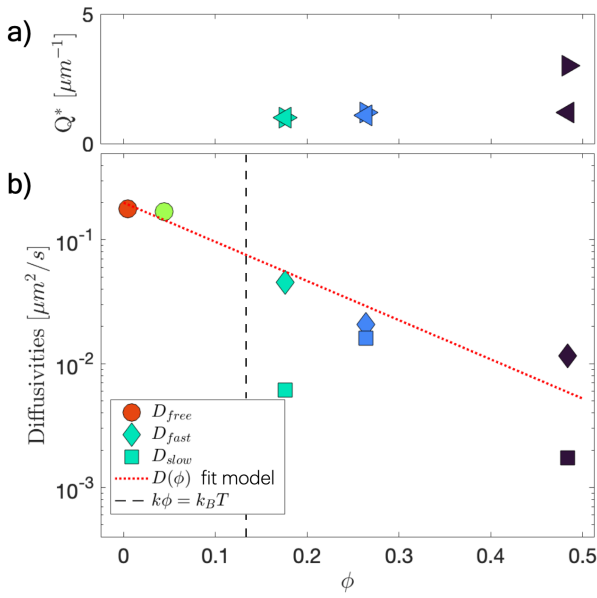 a)
Q* [μm⁻¹]
5
0
b)
Diffusivities [μm²/s]
10⁻¹
10⁻²
10⁻³
D_free
D_fast
D_slow
D(ϕ) fit model
kϕ = k_BT
0 0.1 0.2 0.3 0.4 0.5
ϕ